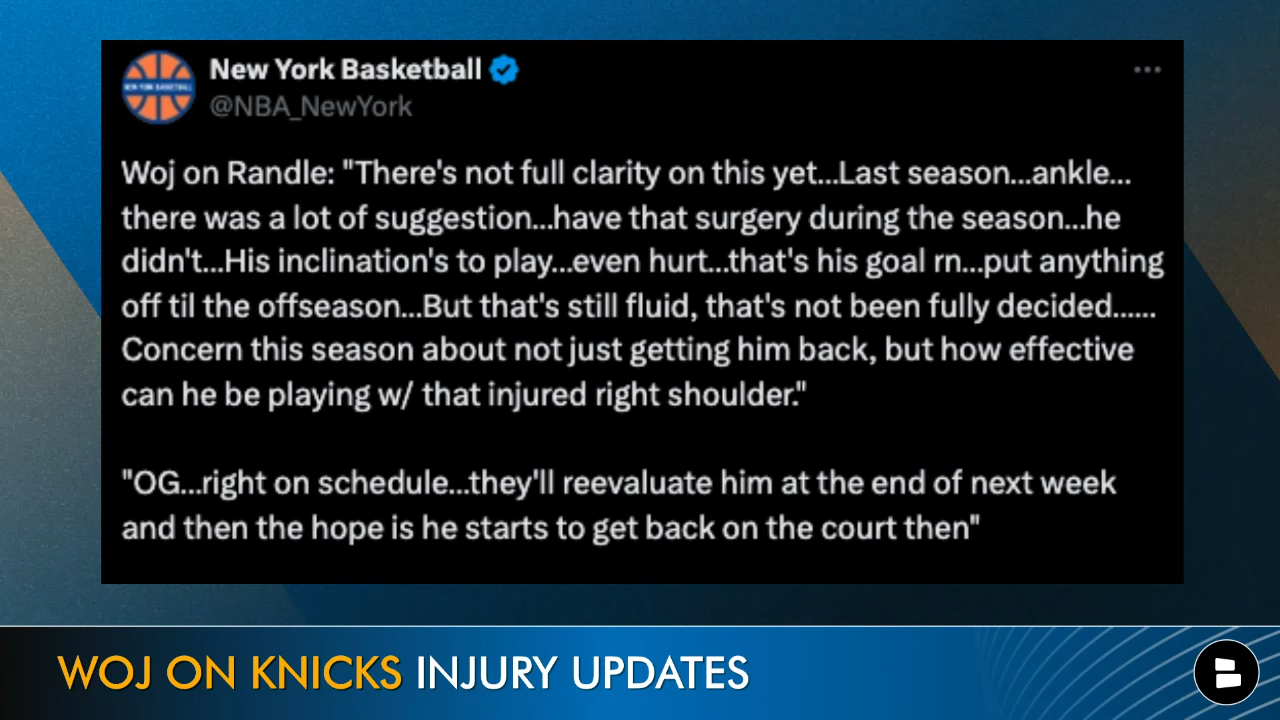 New York Basketball
@NBA_NewYork
Woj on Randle: "There's not full clarity on this yet...Last season...ankle...
there was a lot of suggestion...have that surgery during the season...he
didn't...His inclination's to play...even hurt...that's his goal rn...put anything
off til the offseason...But that's still fluid, that's not been fully decided......
Concern this season about not just getting him back, but how effective
can he be playing w/ that injured right shoulder."
"OG...right on schedule...they'll reevaluate him at the end of next week
and then the hope is he starts to get back on the court then"
WOJ ON KNICKS INJURY UPDATES